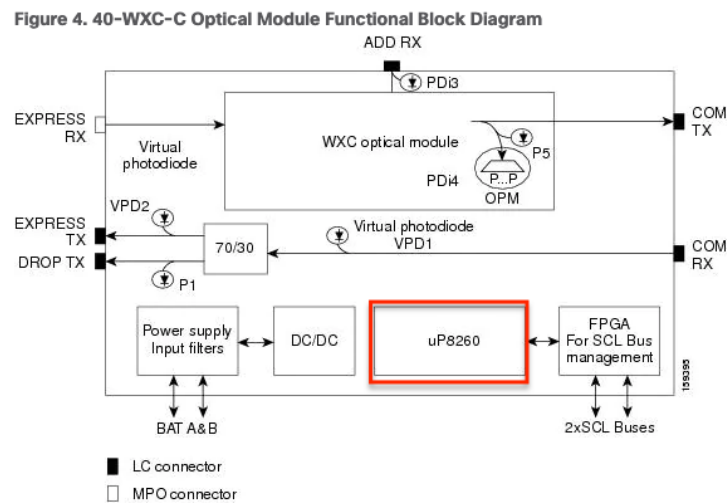 Figure 4. 40-WXC-C Optical Module Functional Block Diagram
ADD RX
PDi3
EXPRESS
RX
COM
TX
WXC optical module
P5
Virtual
photodiode
PDi4
P...P
OPM
VPD2
EXPRESS
TX
Virtual photodiode
VPD1
70/30
COM
RX
DROP TX
P1
Power supply
Input filters
DC/DC
uP8260
FPGA
For SCL Bus
management
159395
BAT A&B
2xSCL Buses
LC connector
MPO connector